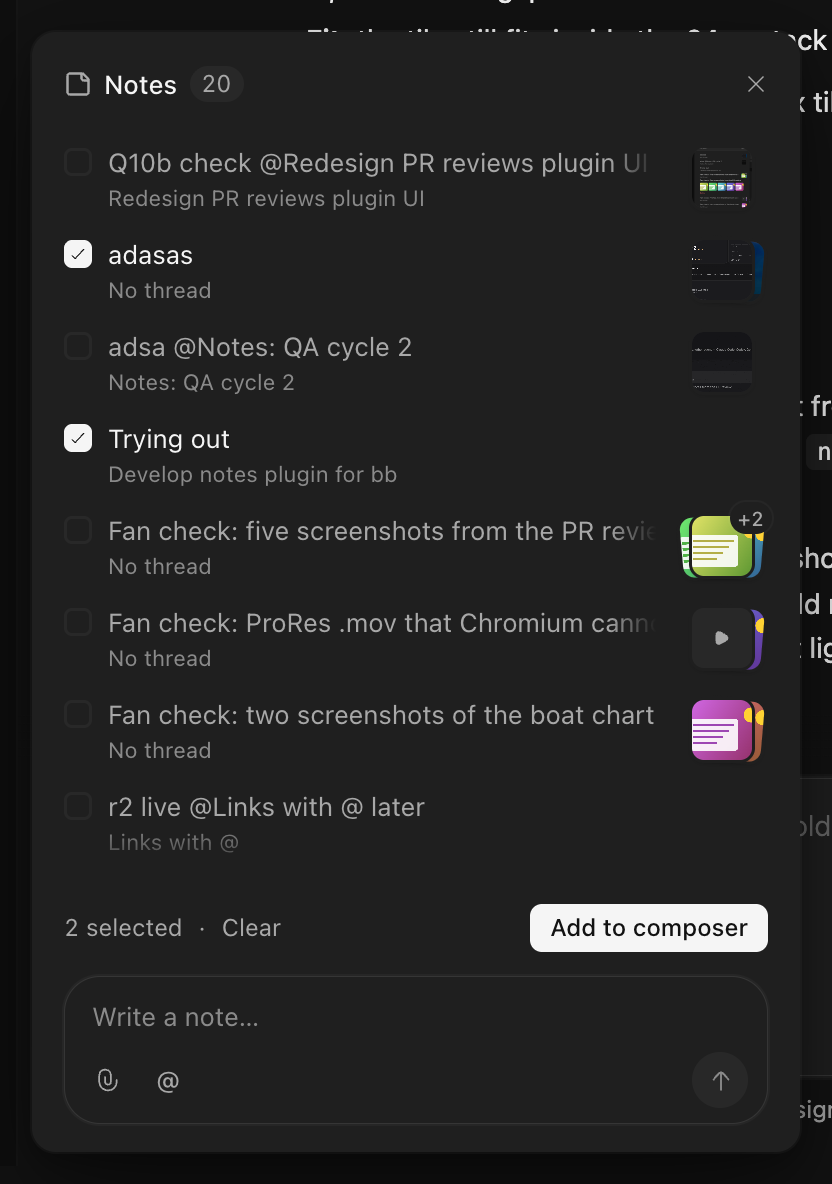 Notes 20
Q10b check @Redesign PR reviews plugin UI
Redesign PR reviews plugin UI
adasas
No thread
adsa @Notes: QA cycle 2
Notes: QA cycle 2
Trying out
Develop notes plugin for bb
Fan check: five screenshots from the PR revie
No thread
+2
Fan check: ProRes .mov that Chromium canno
No thread
Fan check: two screenshots of the boat chart
No thread
r2 live @Links with @ later
Links with @
2 selected · Clear
Add to composer
Write a note...
@